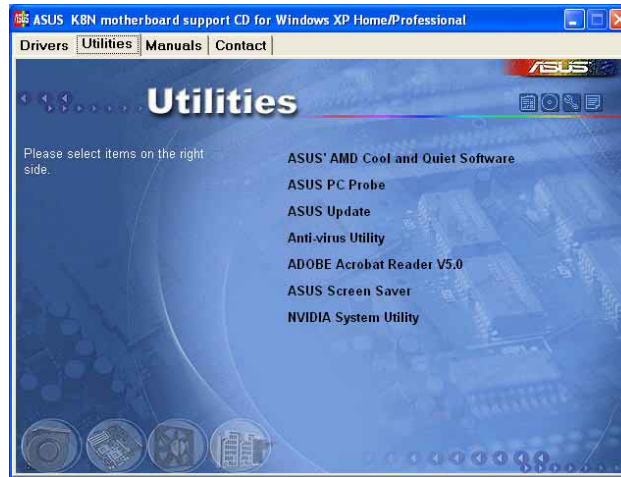 ASUS K8N motherboard support CD for Windows XP Home/Professional
Drivers Utilities Manuals Contact
ASUS
Utilities
Please select items on the right
side.
ASUS' AMD Cool and Quiet Software
ASUS PC Probe
ASUS Update
Anti-virus Utility
ADOBE Acrobat Reader V5.0
ASUS Screen Saver
NVIDIA System Utility